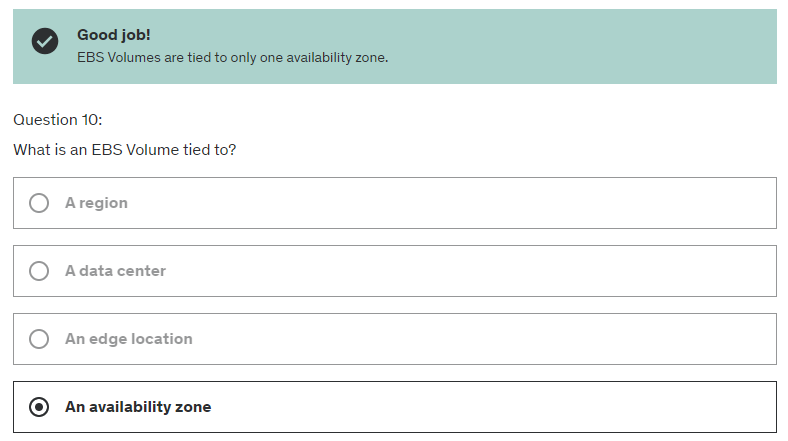 Good job!
EBS Volumes are tied to only one availability zone.
Question 10:
What is an EBS Volume tied to?
A region
A data center
An edge location
An availability zone